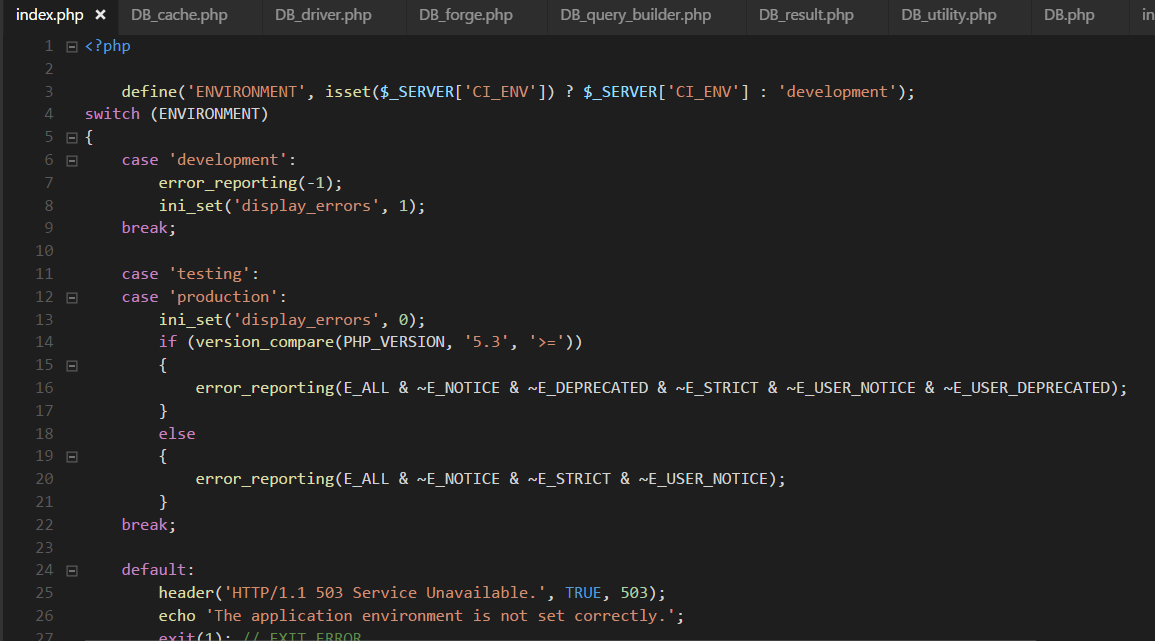 index.php × DB_cache.php DB_driver.php DB_forge.php DB_query_builder.php DB_result.php DB_utility.php DB.php in
1 <?php
2
3 define('ENVIRONMENT', isset($_SERVER['CI_ENV']) ? $_SERVER['CI_ENV'] : 'development');
4 switch (ENVIRONMENT)
5 {
6 case 'development':
7 error_reporting(-1);
8 ini_set('display_errors', 1);
9 break;
10
11 case 'testing':
12 case 'production':
13 ini_set('display_errors', 0);
14 if (version_compare(PHP_VERSION, '5.3', '>='))
15 {
16 error_reporting(E_ALL & ~E_NOTICE & ~E_DEPRECATED & ~E_STRICT & ~E_USER_NOTICE & ~E_USER_DEPRECATED);
17 }
18 else
19 {
20 error_reporting(E_ALL & ~E_NOTICE & ~E_STRICT & ~E_USER_NOTICE);
21 }
22 break;
23
24 default:
25 header('HTTP/1.1 503 Service Unavailable.', TRUE, 503);
26 echo 'The application environment is not set correctly.';
27 exit(1); // EXIT_ERROR